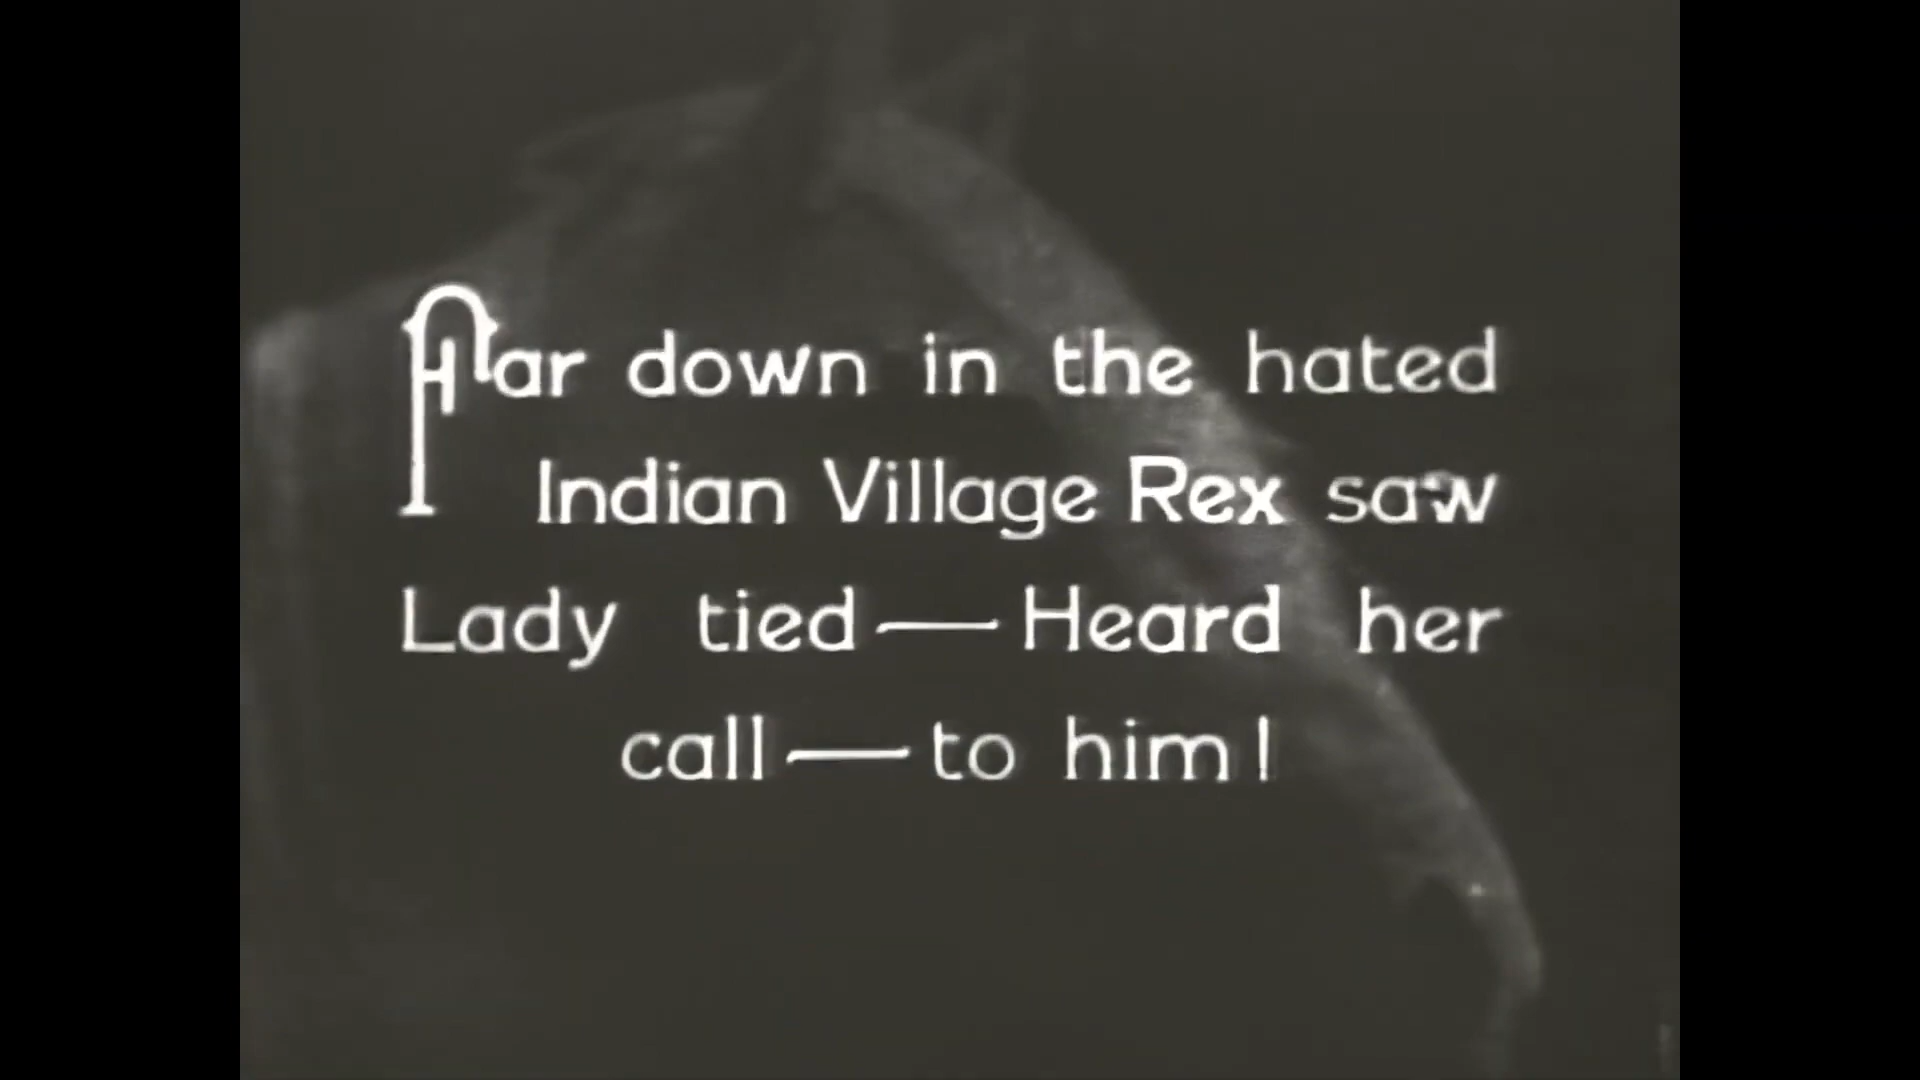 Far down in the hated
Indian Village Rex saw
Lady tied — Heard her
call — to him!